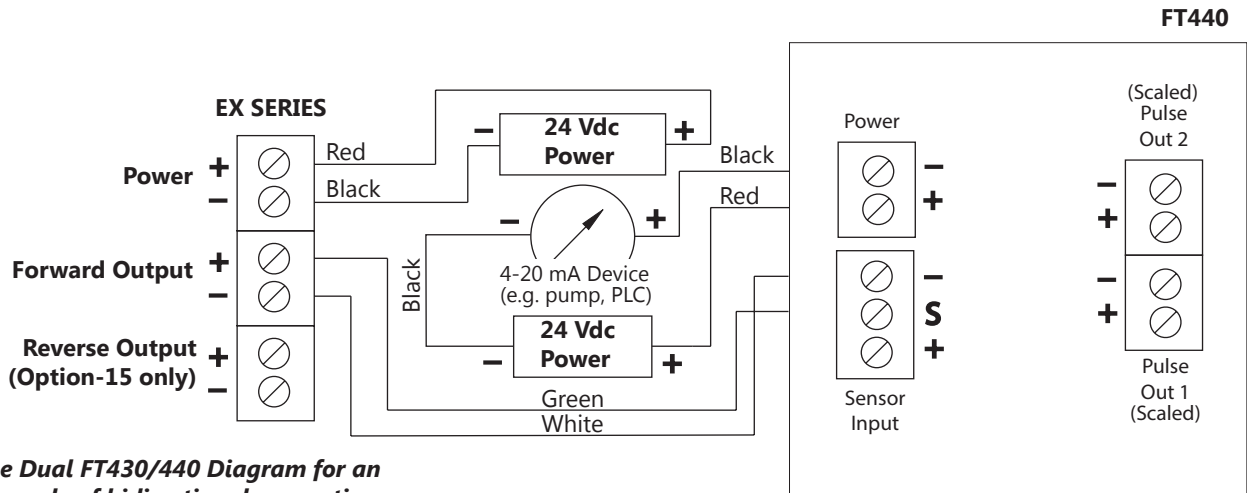 FT440
EX SERIES
Power
+
−
Forward Output
+
−
Reverse Output
(Option-15 only)
+
−
Red
Black
−
24 Vdc
Power
+
Black
Red
−
+
4-20 mA Device
(e.g. pump, PLC)
Black
−
24 Vdc
Power
+
Green
White
Power
−
+
−
S
+
Sensor
Input
(Scaled)
Pulse
Out 2
−
+
−
+
Pulse
Out 1
(Scaled)
e Dual FT430/440 Diagram for an